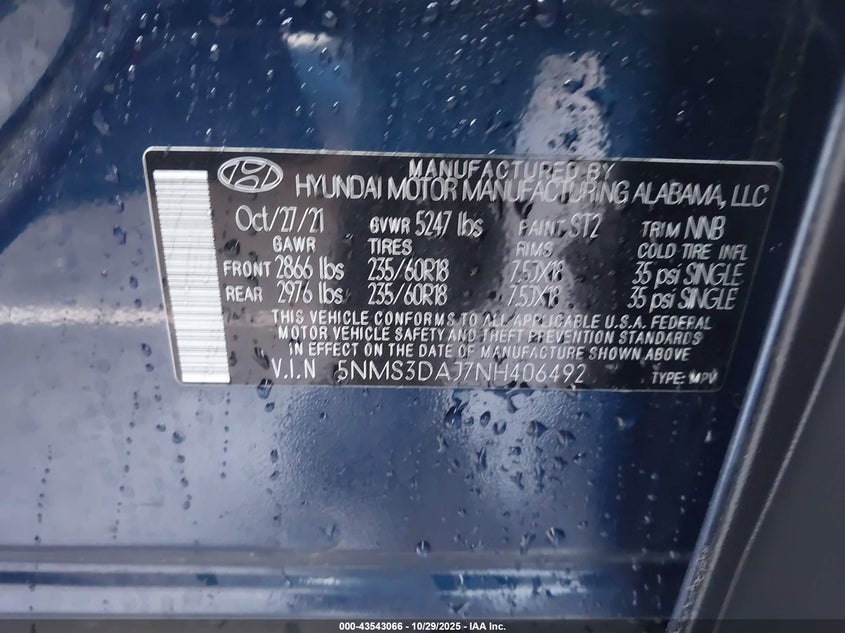 MANUFACTURED BY
HYUNDAI MOTOR MANUFACTURING ALABAMA, LLC
Oct/27/21 GVWR 5247 lbs PAINT ST2 TRIM NNB
GAWR TIRES RIMS COLD TIRE INFL
FRONT 2866 lbs 235/60R18 7.5JX18 35 psi SINGLE
REAR 2976 lbs 235/60R18 7.5JX18 35 psi SINGLE
THIS VEHICLE CONFORMS TO ALL APPLICABLE U.S.A. FEDERAL
MOTOR VEHICLE SAFETY AND THEFT PREVENTION STANDARDS
IN EFFECT ON THE DATE OF MANUFACTURE SHOWN ABOVE
V.I.N 5NMS3DAJ7NH406492 TYPE: MPV
000-43543066 - 10/29/2025 - IAA Inc.